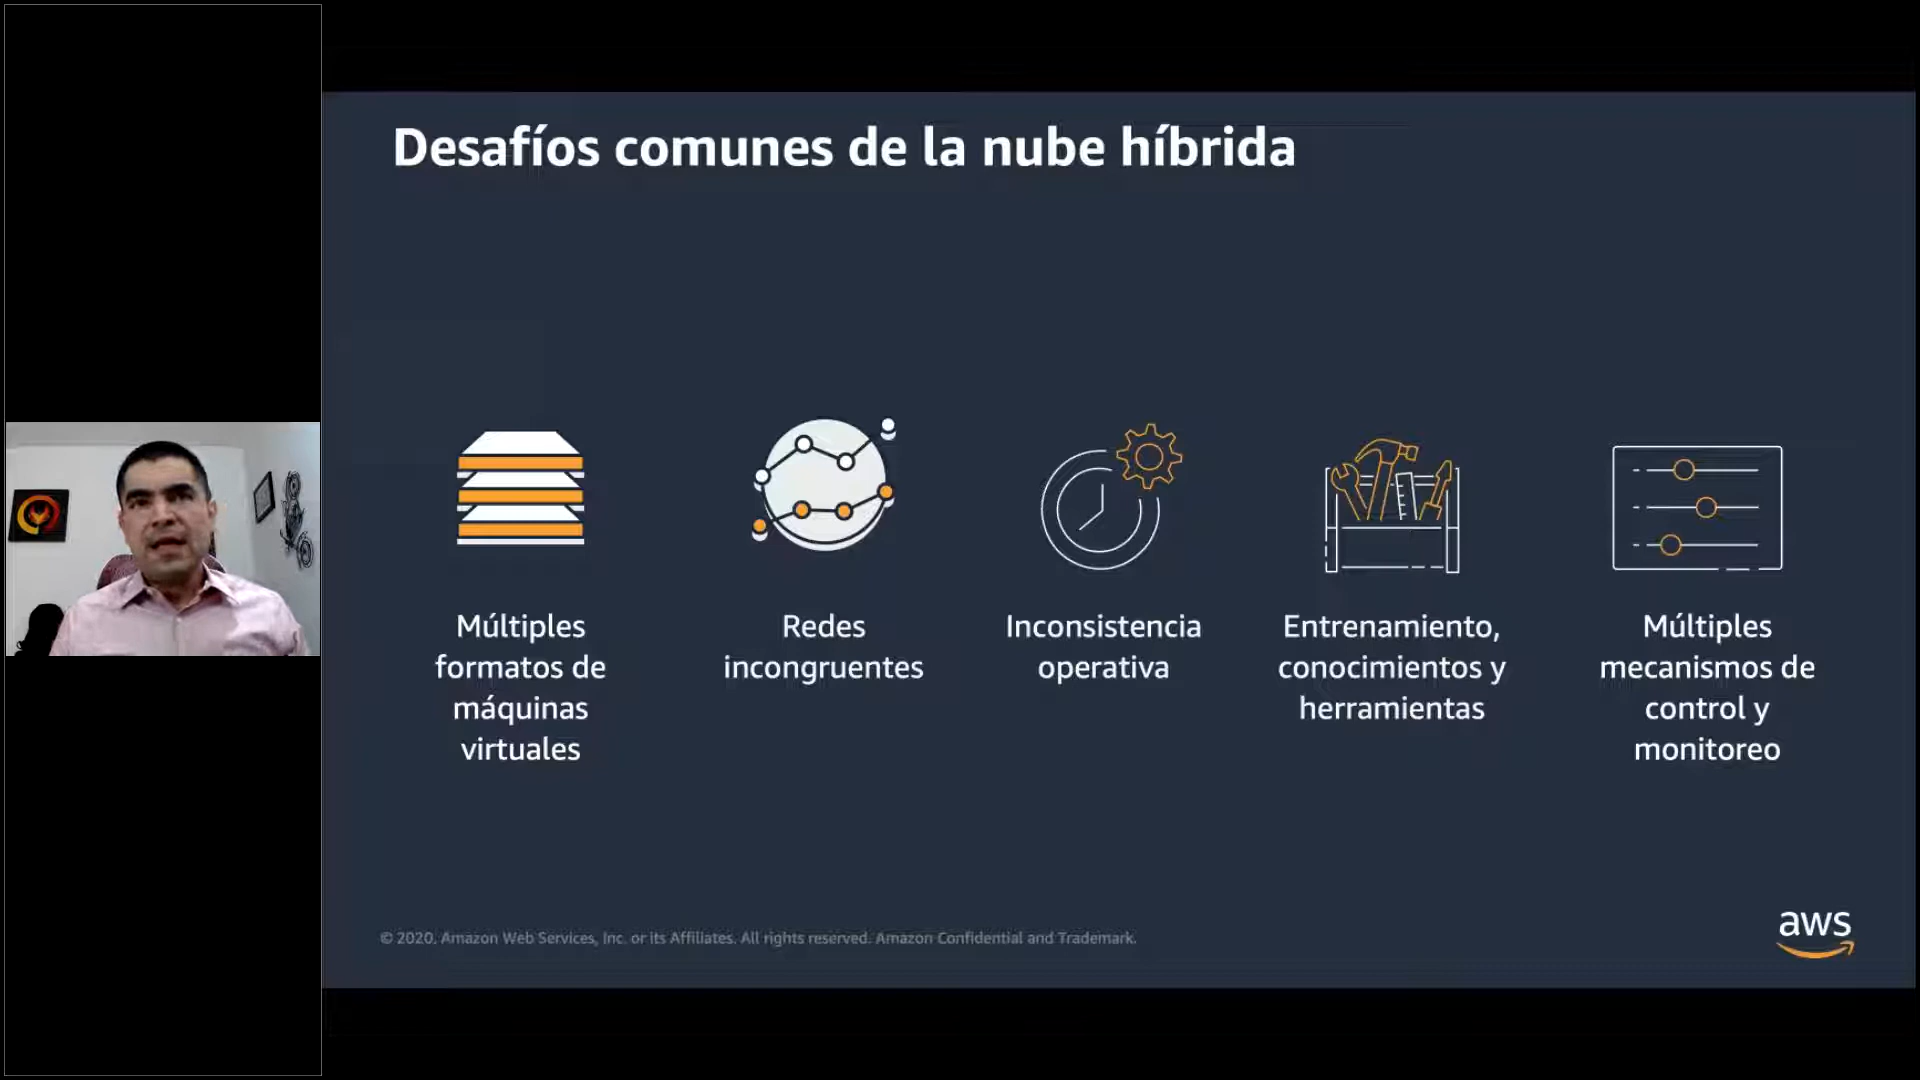 Desafíos comunes de la nube híbrida
Múltiples
formatos de
máquinas
virtuales
Redes
incongruentes
Inconsistencia
operativa
Entrenamiento,
conocimientos y
herramientas
Múltiples
mecanismos de
control y
monitoreo
© 2020, Amazon Web Services, Inc. or its Affiliates. All rights reserved. Amazon Confidential and Trademark.
aws